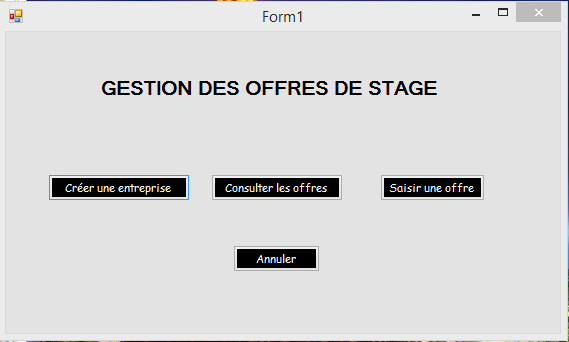 Form1
GESTION DES OFFRES DE STAGE
Créer une entreprise
Consulter les offres
Saisir une offre
Annuler